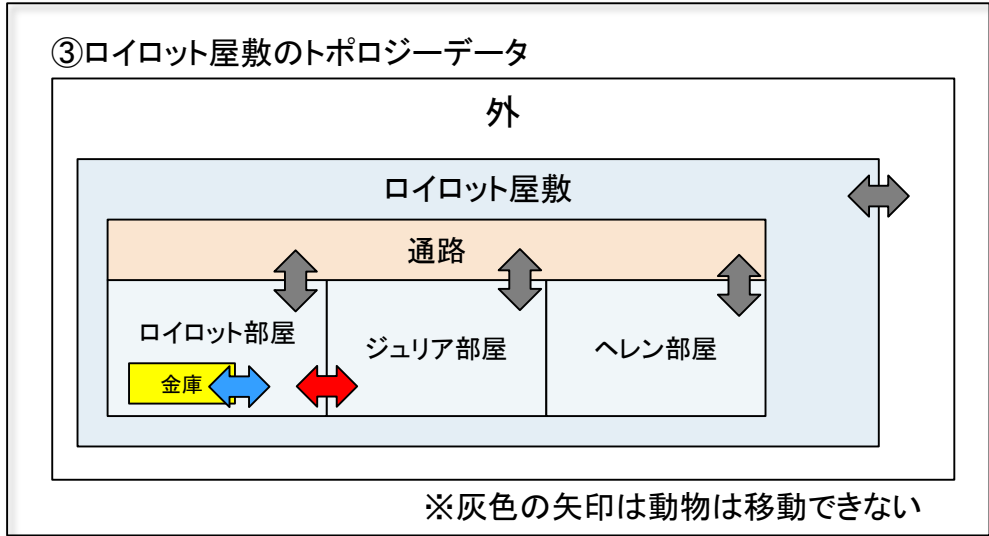 ③ロイロット屋敷のトポロジーデータ
外
ロイロット屋敷
通路
ロイロット部屋
ジュリア部屋
ヘレン部屋
金庫
※灰色の矢印は動物は移動できない